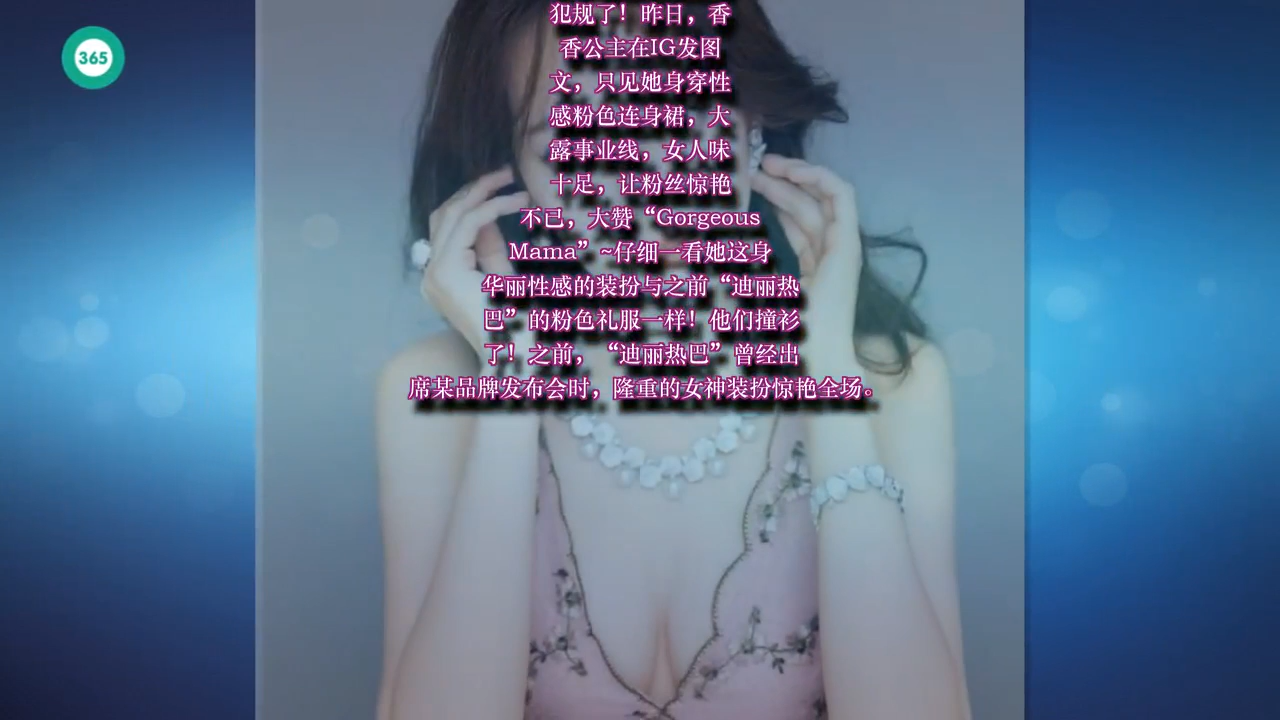 365
犯规了！昨日，香
香公主在IG发图
文，只见她身穿性
感粉色连身裙，大
露事业线，女人味
十足，让粉丝惊艳
不已，大赞“Gorgeous
Mama”~仔细一看她这身
华丽性感的装扮与之前“迪丽热
巴”的粉色礼服一样！他们撞衫
了！之前，“迪丽热巴”曾经出
席某品牌发布会时，隆重的女神装扮惊艳全场。